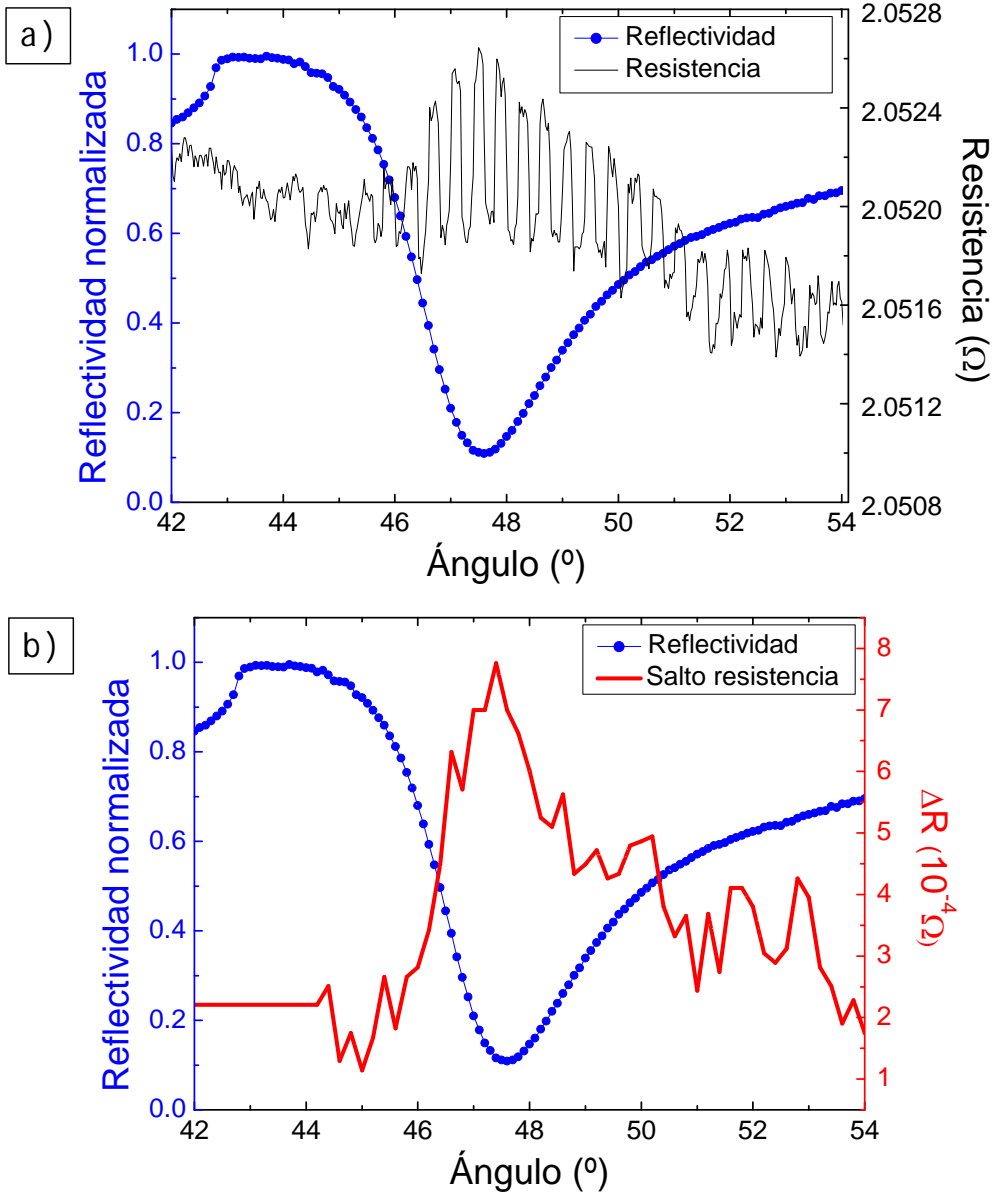 a)
Reflectividad
Resistencia
Reflectividad normalizada
1.0
0.8
0.6
0.4
0.2
0.0
2.0528
2.0524
2.0520
2.0516
2.0512
2.0508
Resistencia (Ω)
42 44 46 48 50 52 54
Ángulo (º)
b)
Reflectividad
Salto resistencia
Reflectividad normalizada
1.0
0.8
0.6
0.4
0.2
0.0
8
7
6
5
4
3
2
1
ΔR (10⁻⁴ Ω)
42 44 46 48 50 52 54
Ángulo (º)